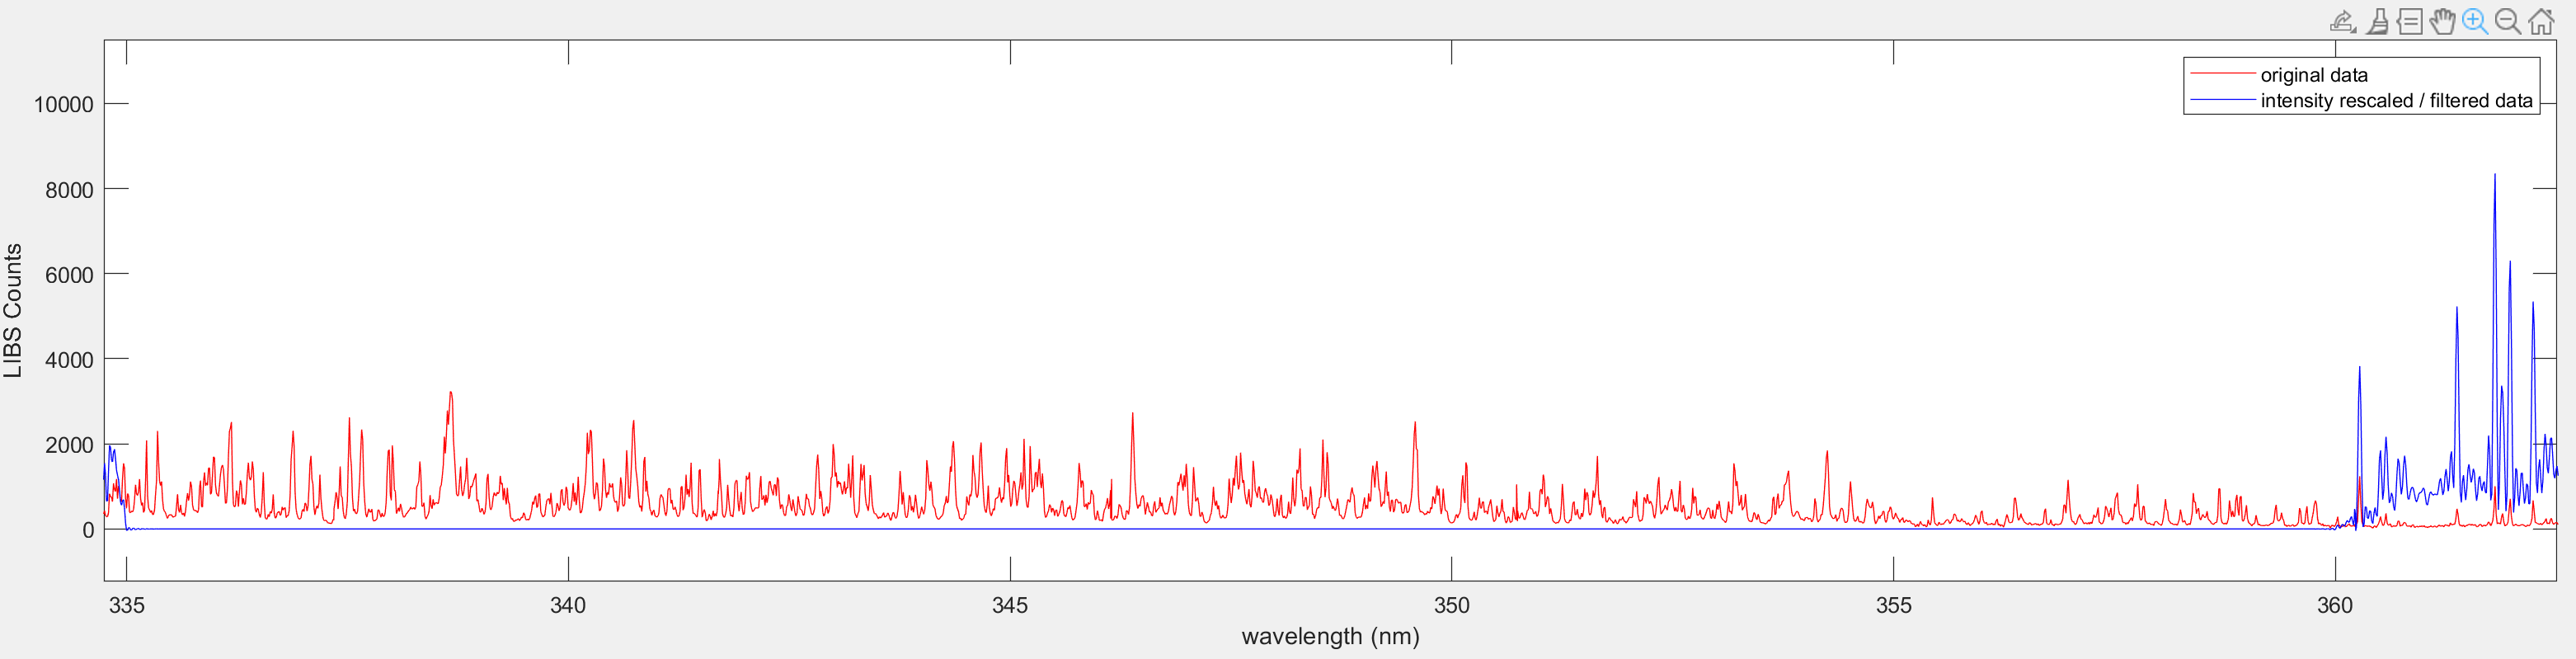 original data
intensity rescaled / filtered data
10000
8000
6000
4000
2000
0
LIBS Counts
335 340 345 350 355 360
wavelength (nm)